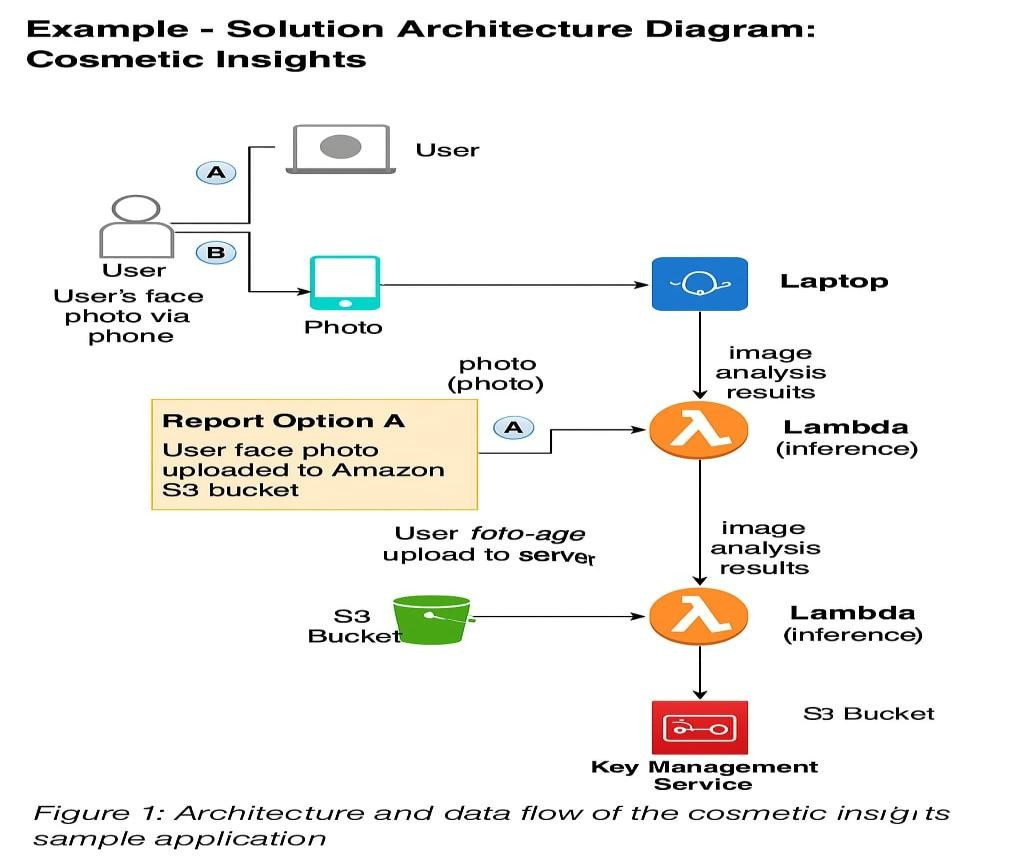 Example - Solution Architecture Diagram:
Cosmetic Insights
User
A
B
User
User's face
photo via
phone
Photo
Laptop
image
analysis
resuits
photo
(photo)
Report Option A
User face photo
uploaded to Amazon
S3 bucket
A
Lambda
(inference)
User foto-age
upload to server
image
analysis
results
S3
Bucket
Lambda
(inference)
S3 Bucket
Key Management
Service
Figure 1: Architecture and data flow of the cosmetic
sample application